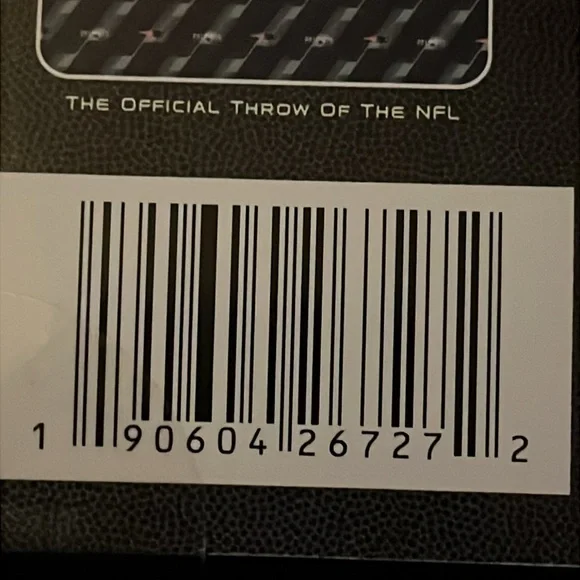 THE OFFICIAL THROW OF THE NFL
1 90604 26727 2